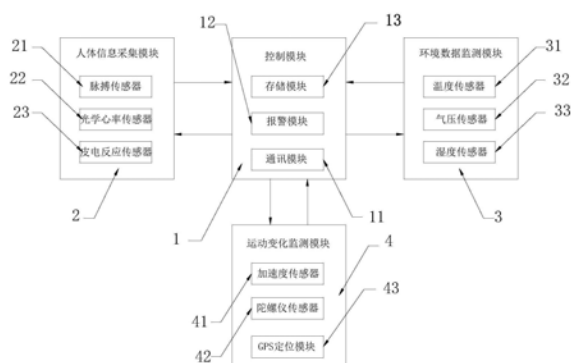 21
人体信息采集模块
脉搏传感器
22
光学心率传感器
23
皮电反应传感器
2
12
控制模块
13
存储模块
报警模块
通讯模块
1
11
环境数据监测模块
31
温度传感器
32
气压传感器
33
湿度传感器
3
运动变化监测模块
4
加速度传感器
41
陀螺仪传感器
42
GPS定位模块
43